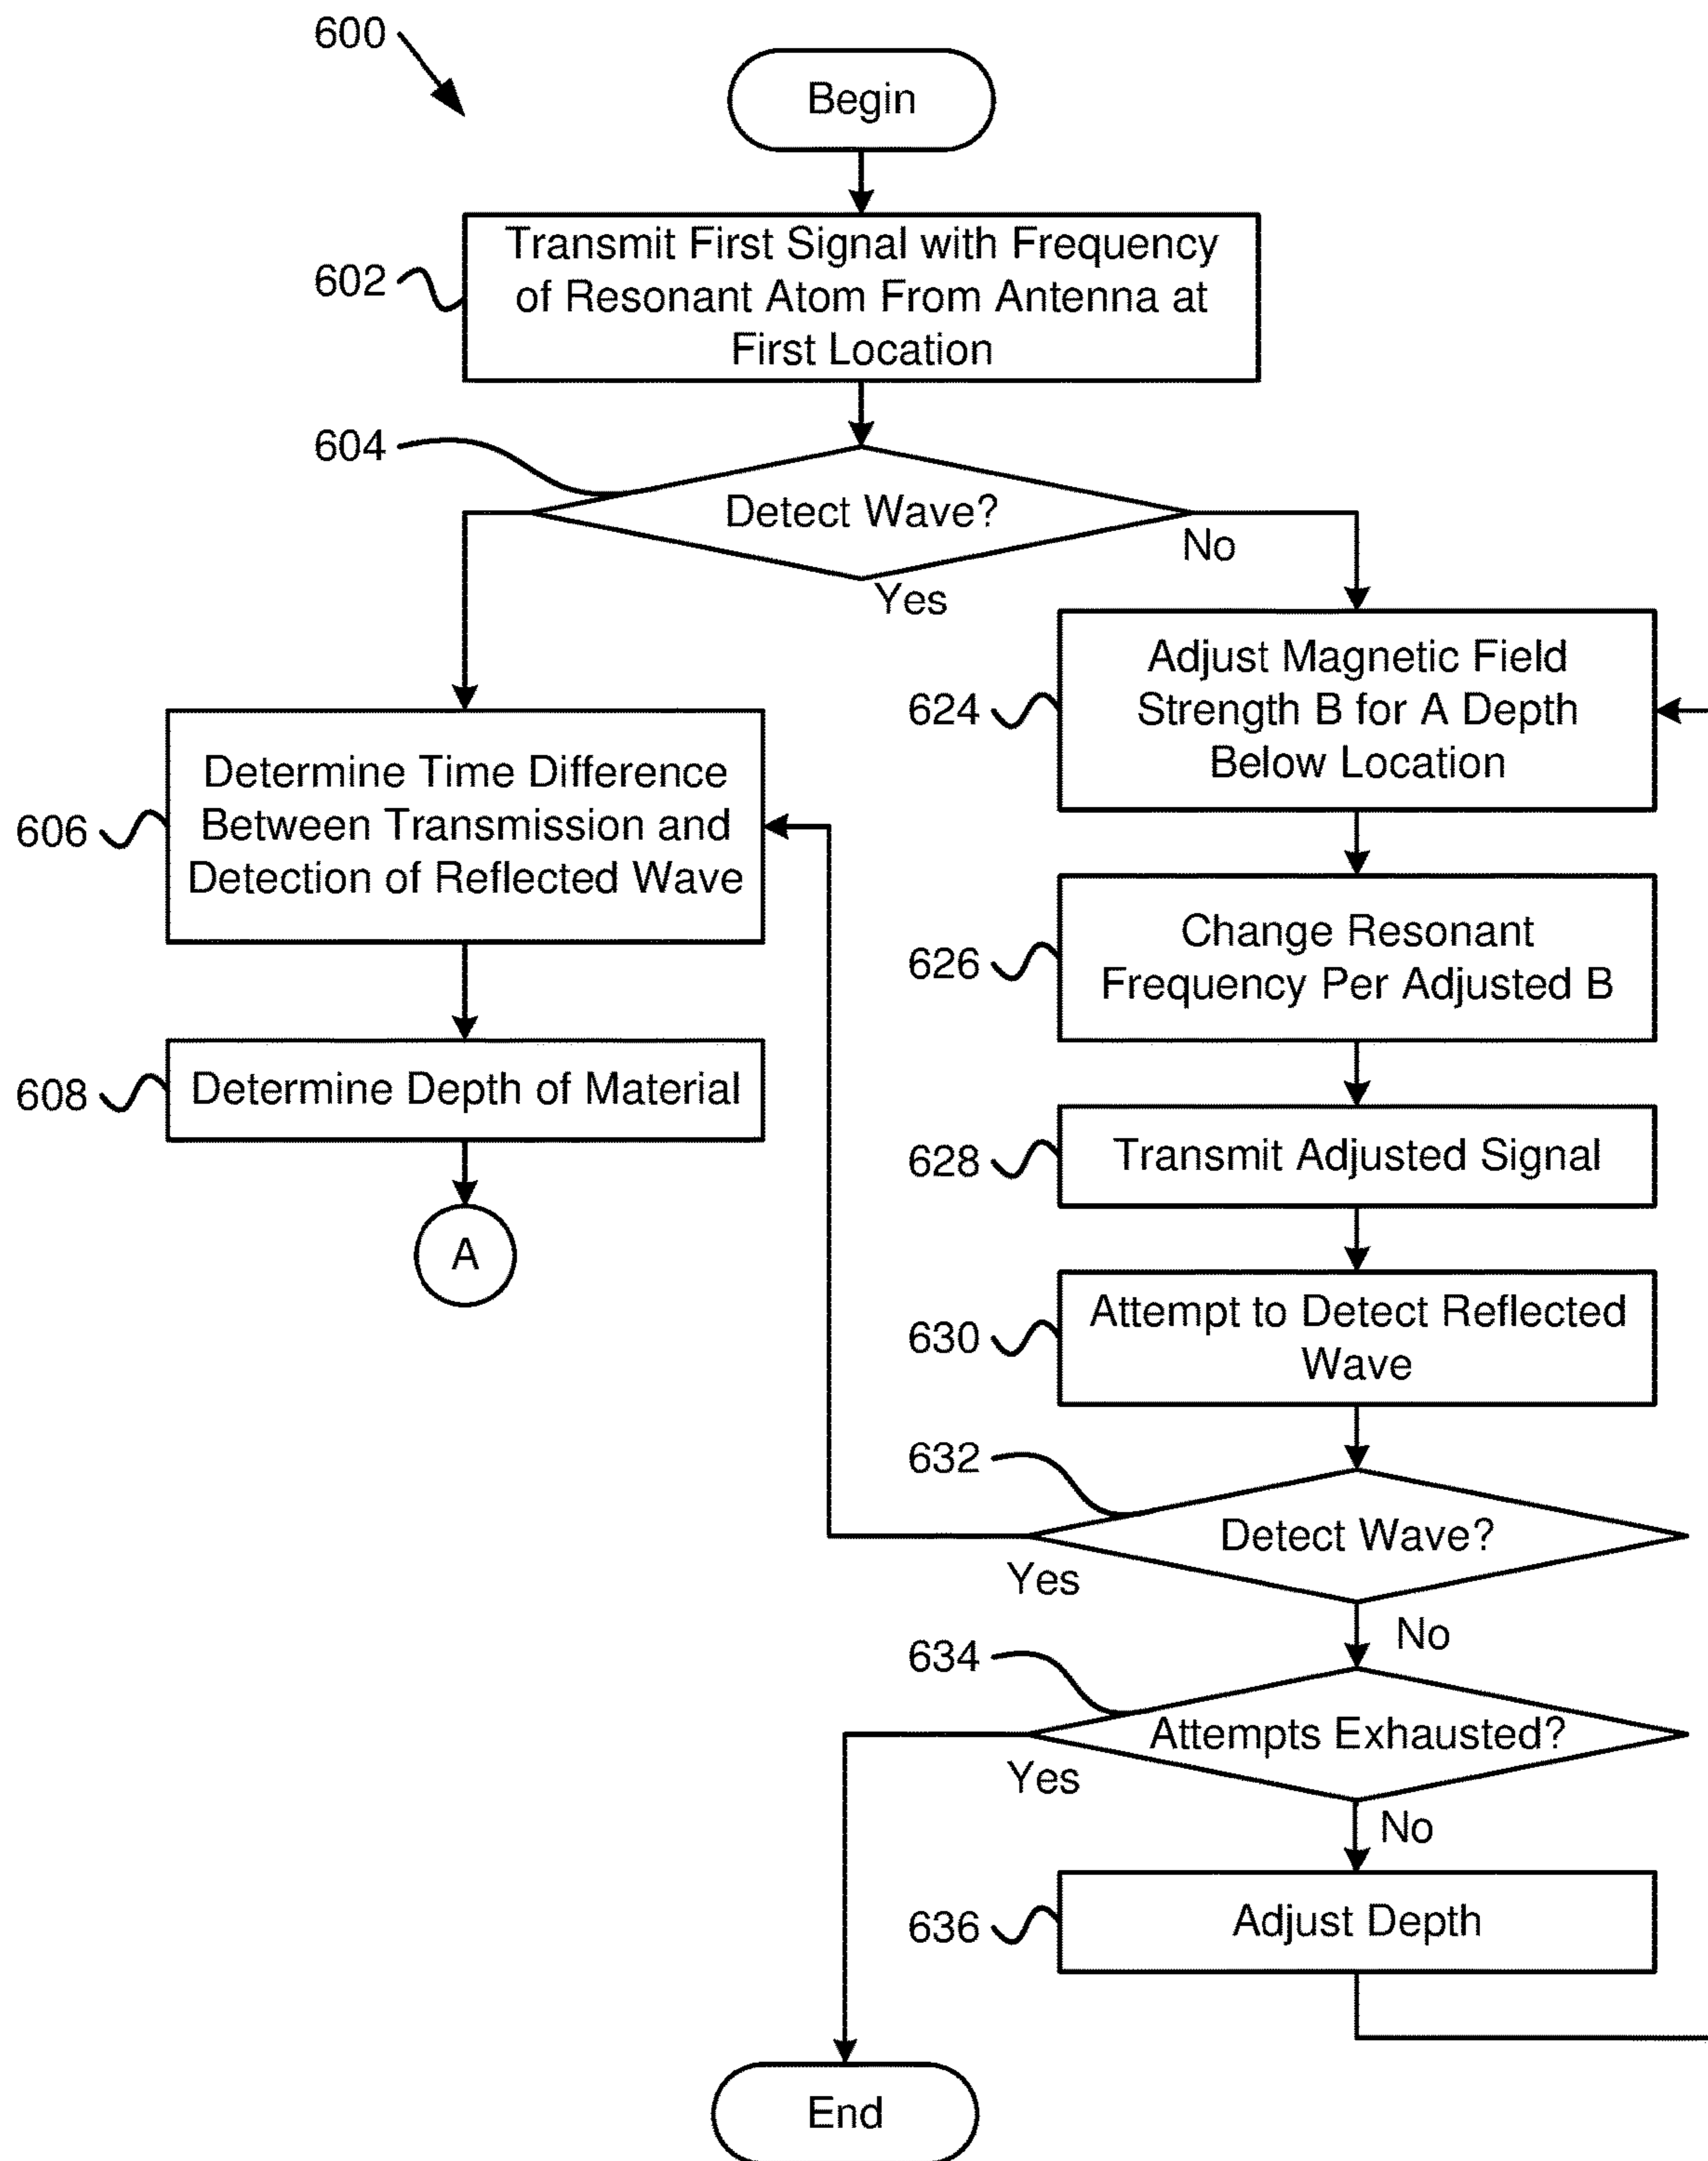 600
Begin
602
Transmit First Signal with Frequency
of Resonant Atom From Antenna at
First Location
604
Detect Wave?
No
Yes
606
Determine Time Difference
Between Transmission and
Detection of Reflected Wave
608
Determine Depth of Material
A
624
Adjust Magnetic Field
Strength B for A Depth
Below Location
626
Change Resonant
Frequency Per Adjusted B
628
Transmit Adjusted Signal
630
Attempt to Detect Reflected
Wave
632
Detect Wave?
Yes
No
634
Attempts Exhausted?
Yes
No
636
Adjust Depth
End